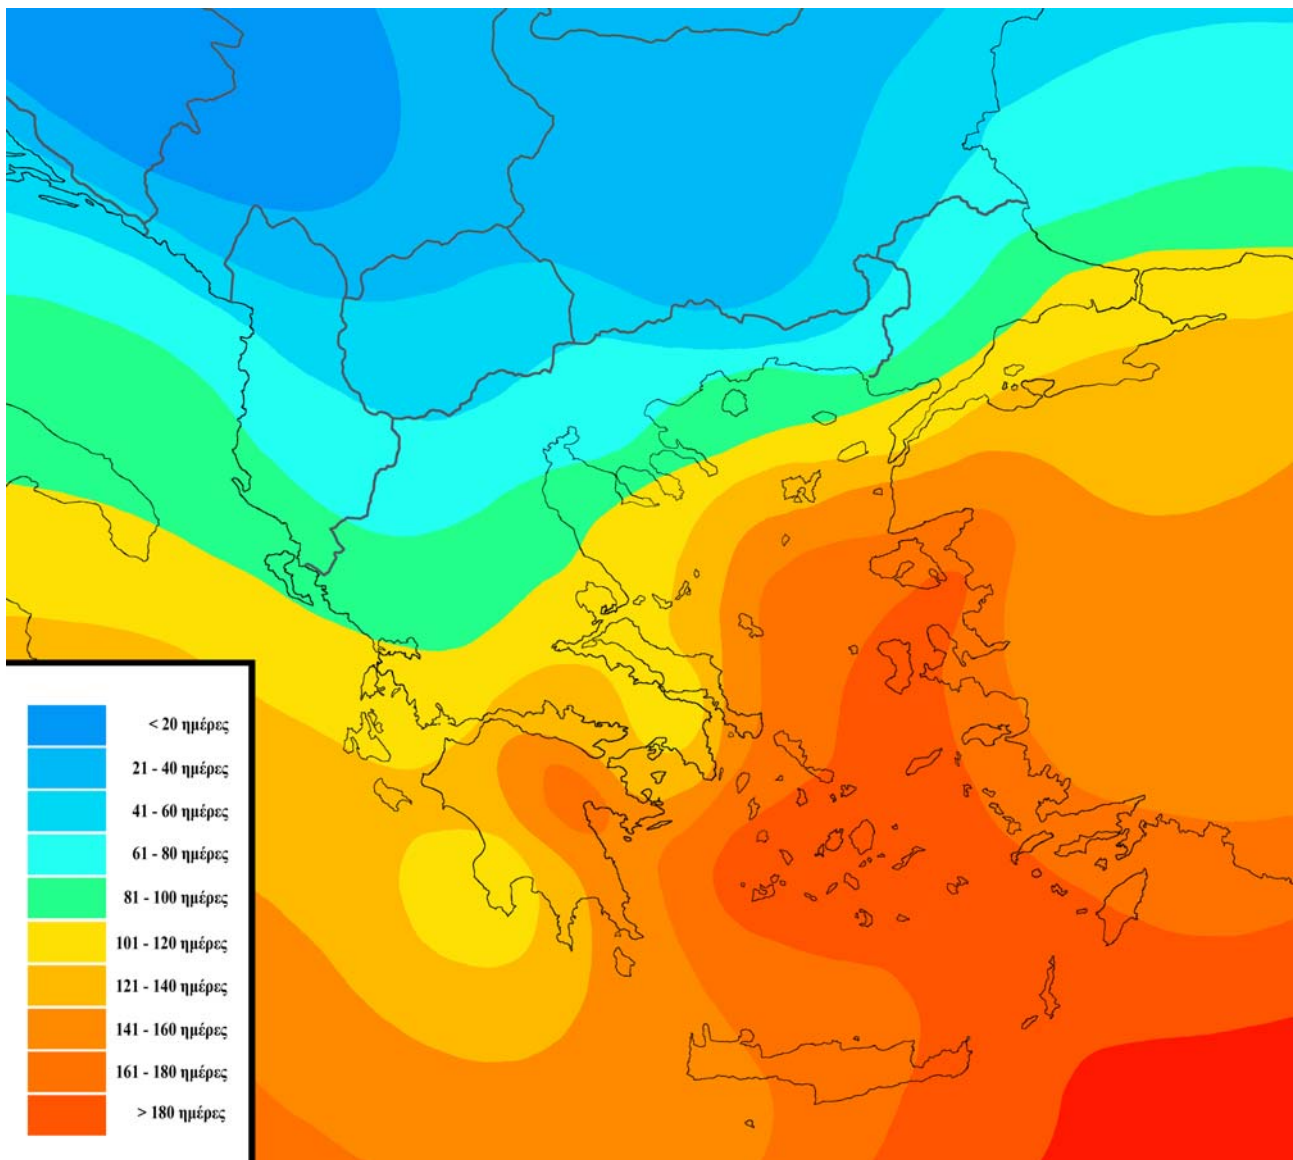 < 20 ημέρες
21 - 40 ημέρες
41 - 60 ημέρες
61 - 80 ημέρες
81 - 100 ημέρες
101 - 120 ημέρες
121 - 140 ημέρες
141 - 160 ημέρες
161 - 180 ημέρες
> 180 ημέρες